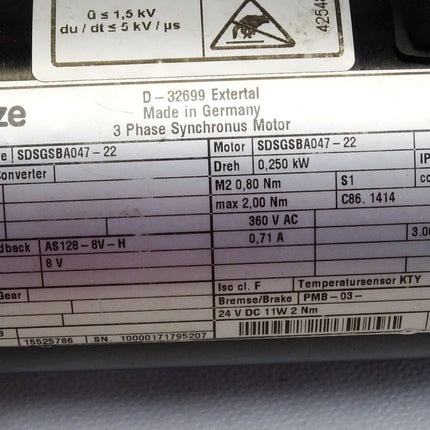 Û ≤ 1,5 kV
du / dt ≤ 5 kV / µs
D-32699 Extertal
Made in Germany
3 Phase Synchronus Motor
SDSGSBA047-22
Motor SDSGSBA047-22
Converter
Dreh 0,250 kW IP
M2 0,80 Nm S1
max 2,00 Nm C86. 1414
360 V AC
AS128-8V-H
0,71 A
8 V
Iso cl. F Temperatursensor KTY
Gear
Bremse/Brake PMB-03-
24 V DC 11W 2 Nm
15525786 SN. 10000171795207